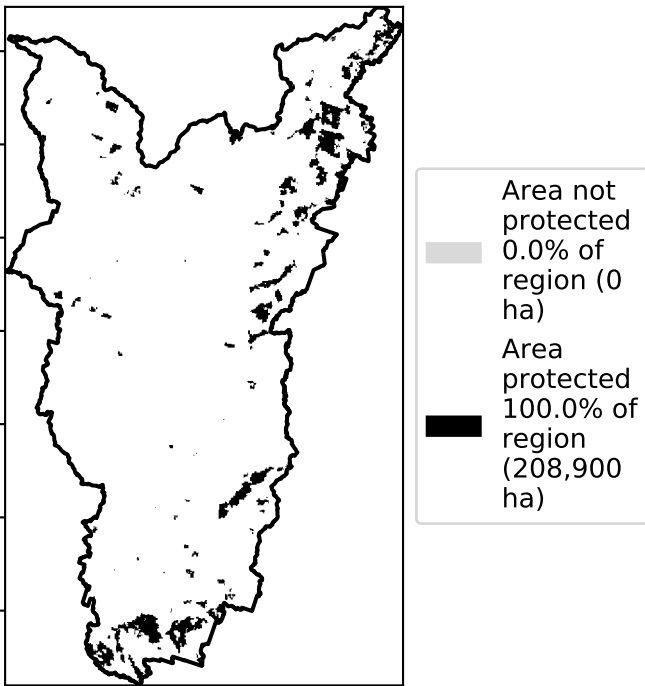 Area not
protected
0.0% of
region (0
ha)
Area
protected
100.0% of
region
(208,900
ha)